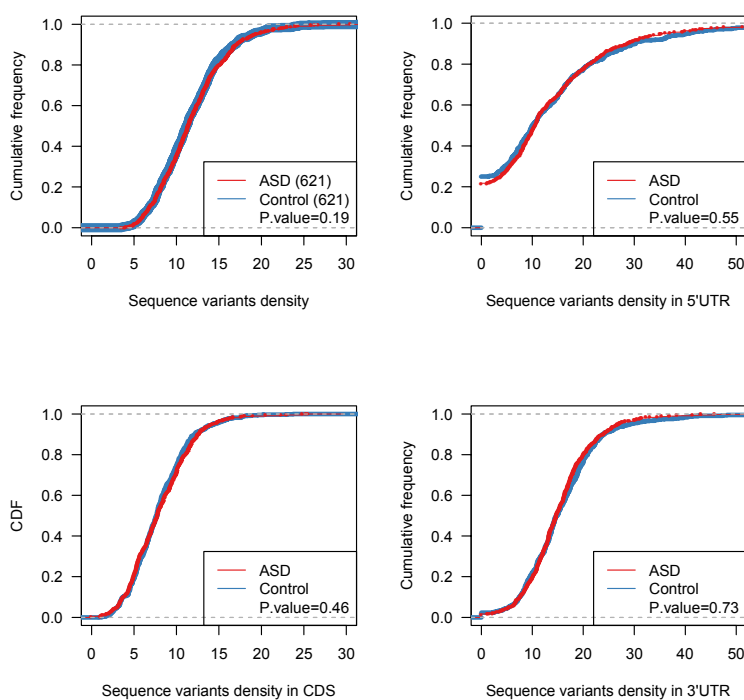 Cumulative frequency
1.0
0.8
0.6
0.4
0.2
0.0
ASD (621)
Control (621)
P.value=0.19
0 5 10 15 20 25 30
Sequence variants density
Cumulative frequency
1.0
0.8
0.6
0.4
0.2
0.0
ASD
Control
P.value=0.55
0 10 20 30 40 50
Sequence variants density in 5'UTR
CDF
1.0
0.8
0.6
0.4
0.2
0.0
ASD
Control
P.value=0.46
0 5 10 15 20 25 30
Sequence variants density in CDS
Cumulative frequency
1.0
0.8
0.6
0.4
0.2
0.0
ASD
Control
P.value=0.73
0 10 20 30 40 50
Sequence variants density in 3'UTR